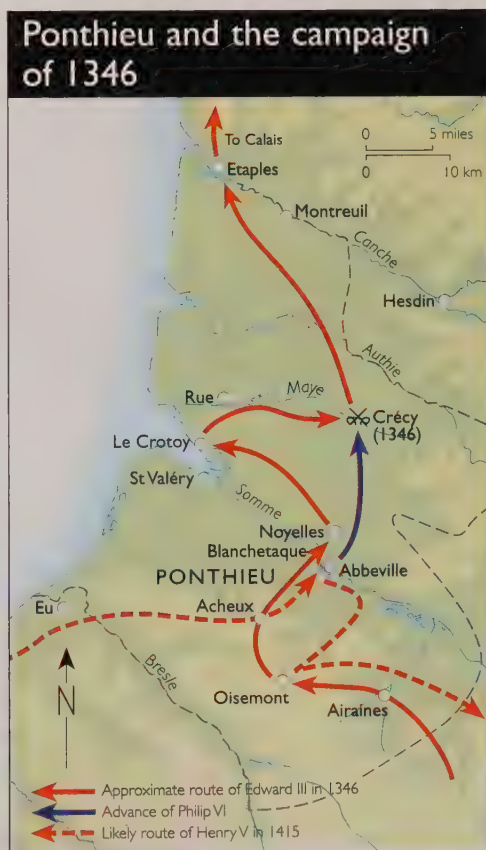 Ponthieu and the campaign
of 1346
To Calais
0 5 miles
0 10 km
Etaples
Montreuil
Canche
Hesdin
Authie
Rue
Maye
Crécy
(1346)
Le Crotoy
St Valéry
Somme
Noyelles
Blanchetaque
PONTHIEU
Abbeville
Eu
Acheux
Bresle
N
Oisemont
Airaines
Approximate route of Edward III in 1346
Advance of Philip VI
Likely route of Henry V in 1415